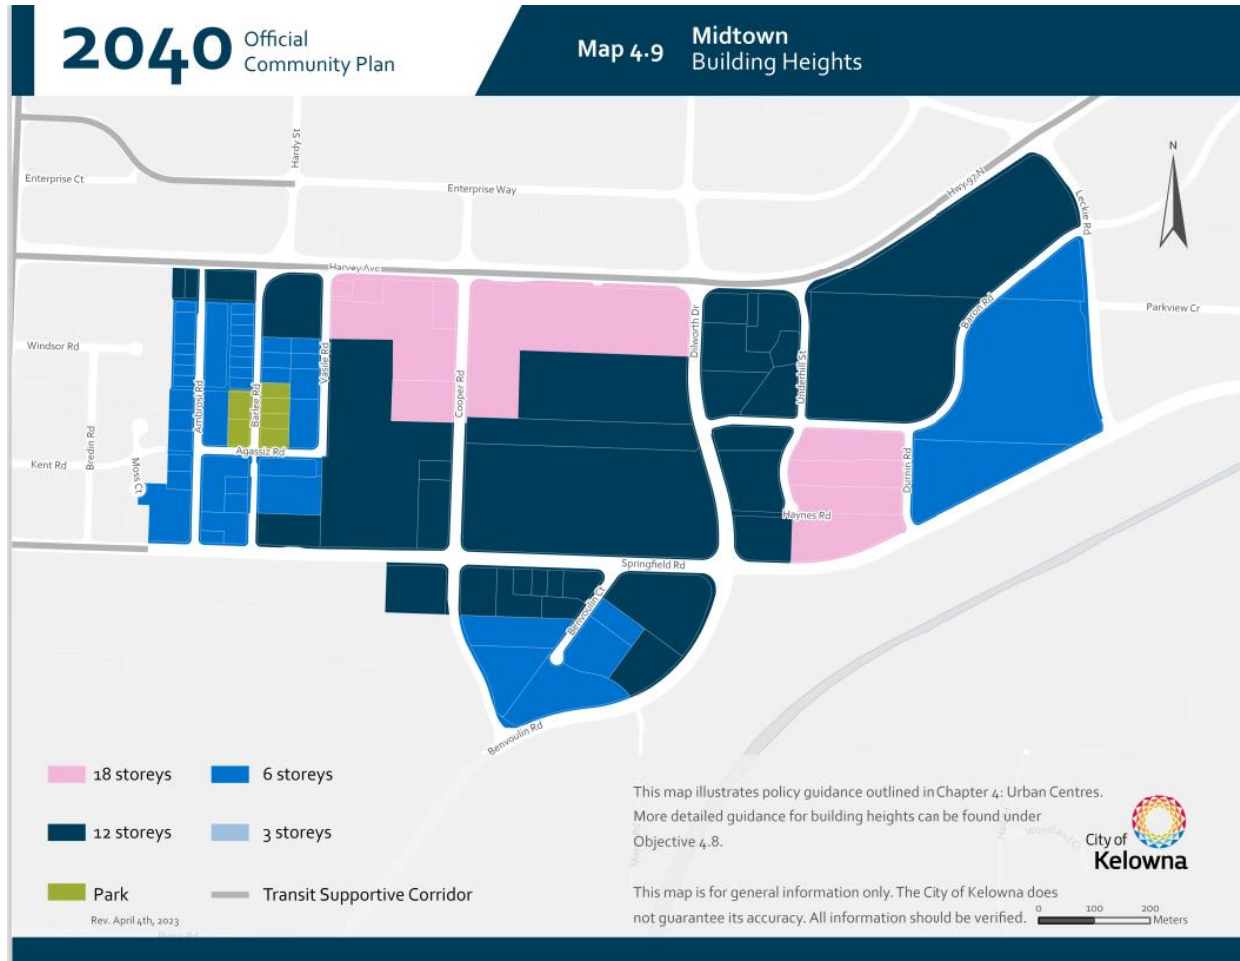 2040 Official
Community Plan
Map 4.9 Midtown
Building Heights
N
Hardy St
Enterprise Ct
Enterprise Way
Hwy 97 N
Leckie Rd
Harvey Ave
Parkview Cr
Baron Rd
Dilworth Dr
Underhill St
Windsor Rd
Vasile Rd
Cooper Rd
Ambrosi Rd
Barlee Rd
Bredin Rd
Kent Rd
Moss Ct
Agassiz Rd
Durnin Rd
Haynes Rd
Springfield Rd
Benvoulin Ct
Benvoulin Rd
18 storeys
6 storeys
12 storeys
3 storeys
Park
Transit Supportive Corridor
Rev. April 4th, 2023
This map illustrates policy guidance outlined in Chapter 4: Urban Centres.
More detailed guidance for building heights can be found under
Objective 4.8.
This map is for general information only. The City of Kelowna does
not guarantee its accuracy. All information should be verified.
City of
Kelowna
0 100 200
Meters